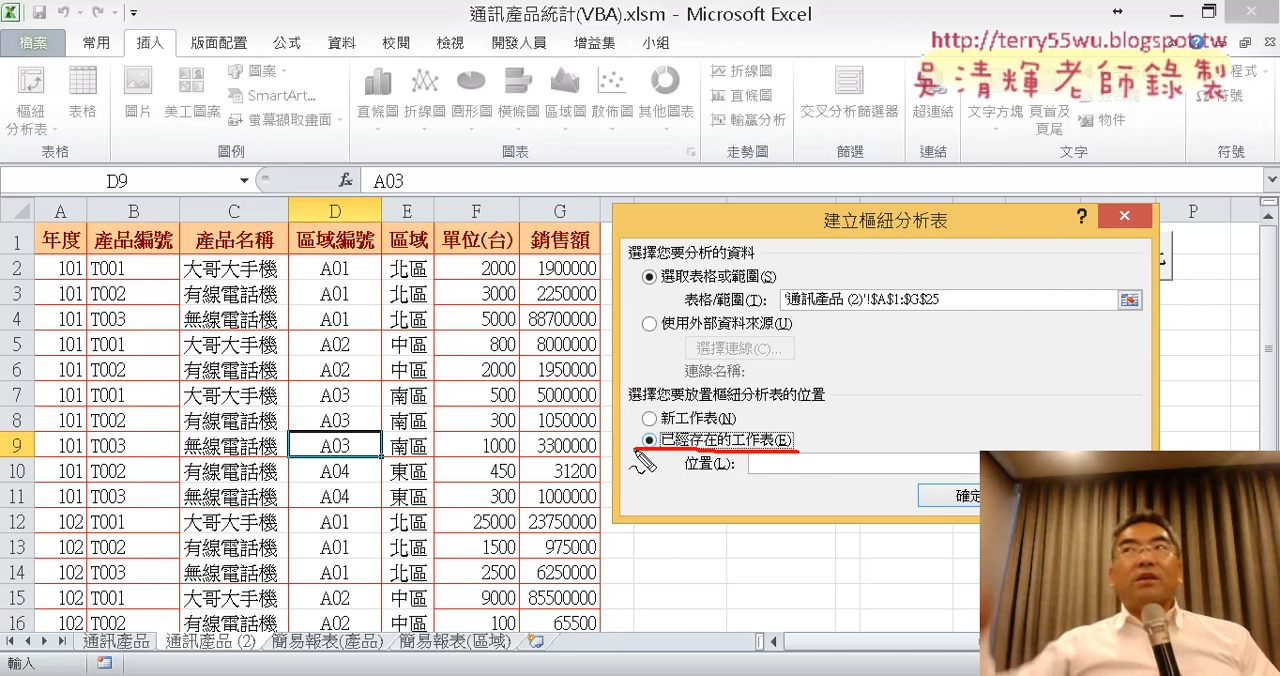 通訊產品統計(VBA).xlsm - Microsoft Excel
檔案 常用 插入 版面配置 公式 資料 校閱 檢視 開發人員 增益集 小組
http://terry55wu.blogspot.tw
吳清輝老師錄製
樞紐分析表 表格 圖片 美工圖案 圖案 SmartArt... 螢幕擷取畫面 直條圖 折線圖 圓形圖 橫條圖 區域圖 散佈圖 其他圖表 折線圖 直條圖 輸贏分析 交叉分析篩選器 超連結 文字方塊 頁首及頁尾 物件 程式 符號
表格 圖例 圖表 走勢圖 篩選 連結 文字 符號
D9 fx A03
A B C D E F G P
1 年度 產品編號 產品名稱 區域編號 區域 單位(台) 銷售額
2 101 T001 大哥大手機 A01 北區 2000 1900000
3 101 T002 有線電話機 A01 北區 3000 2250000
4 101 T003 無線電話機 A01 北區 5000 88700000
5 101 T001 大哥大手機 A02 中區 800 8000000
6 101 T002 有線電話機 A02 中區 2000 1950000
7 101 T001 大哥大手機 A03 南區 500 5000000
8 101 T002 有線電話機 A03 南區 300 1050000
9 101 T003 無線電話機 A03 南區 1000 3300000
10 101 T002 有線電話機 A04 東區 450 31200
11 101 T003 無線電話機 A04 東區 300 1000000
12 102 T001 大哥大手機 A01 北區 25000 23750000
13 102 T002 有線電話機 A01 北區 1500 975000
14 102 T003 無線電話機 A01 北區 2500 6250000
15 102 T001 大哥大手機 A02 中區 9000 85500000
16 102 T002 有線電話機 A02 中區 100 65500
建立樞紐分析表 ?
選擇您要分析的資料
選取表格或範圍(S)
表格/範圍(T): '通訊產品 (2)'!$A$1:$G$25
使用外部資料來源(U)
選擇連線(C)...
連線名稱:
選擇您要放置樞紐分析表的位置
新工作表(N)
已經存在的工作表(E)
位置(L):
確定
通訊產品 通訊產品 (2) 簡易報表(產品) 簡易報表(區域)
輸入